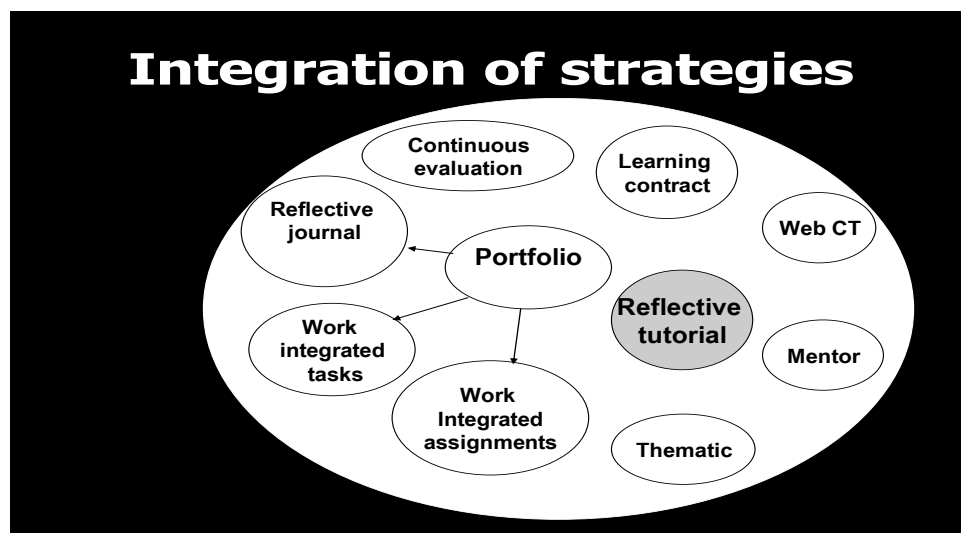 Integration of strategies
Continuous
evaluation
Learning
contract
Reflective
journal
Web CT
Portfolio
Reflective
tutorial
Work
integrated
tasks
Mentor
Work
Integrated
assignments
Thematic